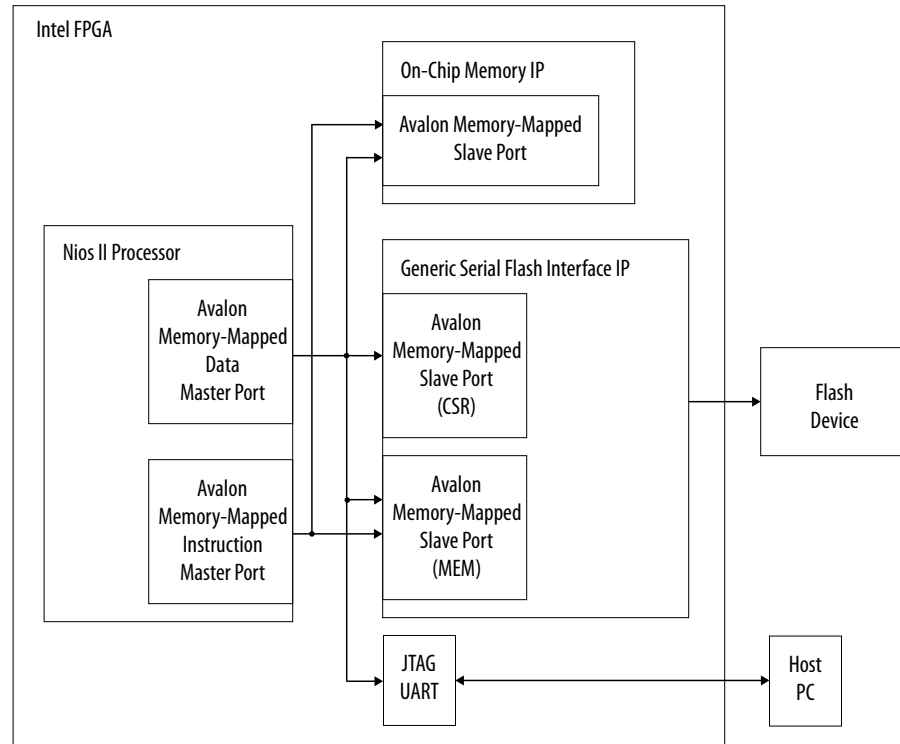 Intel FPGA
On-Chip Memory IP
Avalon Memory-Mapped
Slave Port
Nios II Processor
Avalon
Memory-Mapped
Data
Master Port
Avalon
Memory-Mapped
Instruction
Master Port
Generic Serial Flash Interface IP
Avalon
Memory-Mapped
Slave Port
(CSR)
Avalon
Memory-Mapped
Slave Port
(MEM)
Flash
Device
JTAG
UART
Host
PC